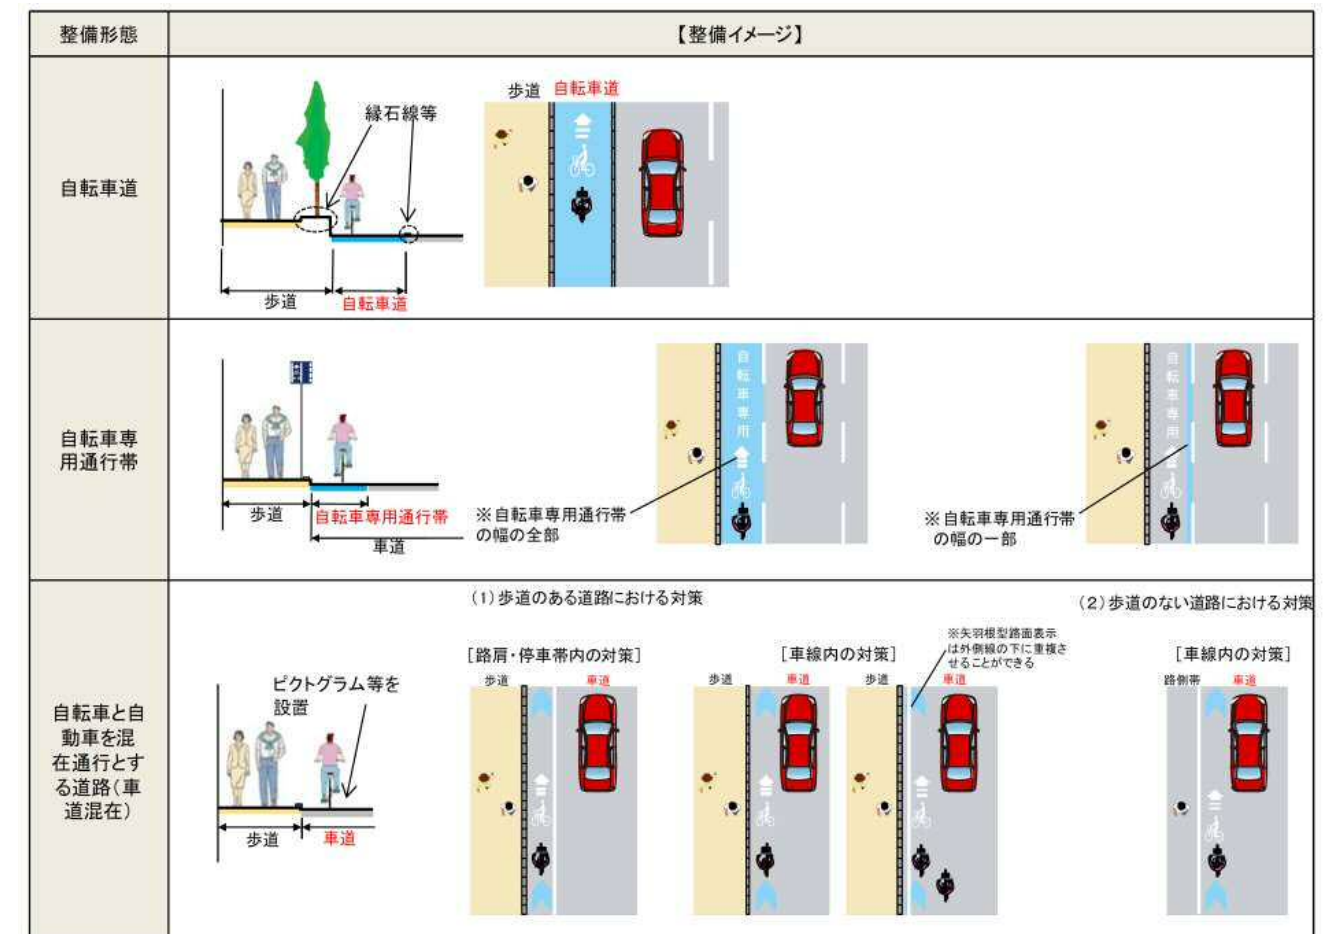 整備形態
【整備イメージ】
自転車道
縁石線等
歩道
自転車道
歩道
自転車道
自転車専
用通行帯
歩道
自転車専用通行帯
車道
※自転車専用通行帯
の幅の全部
自転車専用
※自転車専用通行帯
の幅の一部
自転車専用
自転車と自
動車を混
在通行とす
る道路(車
道混在)
ピクトグラム等を
設置
歩道
車道
(1)歩道のある道路における対策
[路肩・停車帯内の対策]
歩道
車道
[車線内の対策]
歩道
車道
※矢羽根型路面表示
は外側線の下に重複さ
せることができる
歩道
車道
(2)歩道のない道路における対策
[車線内の対策]
路側帯
車道